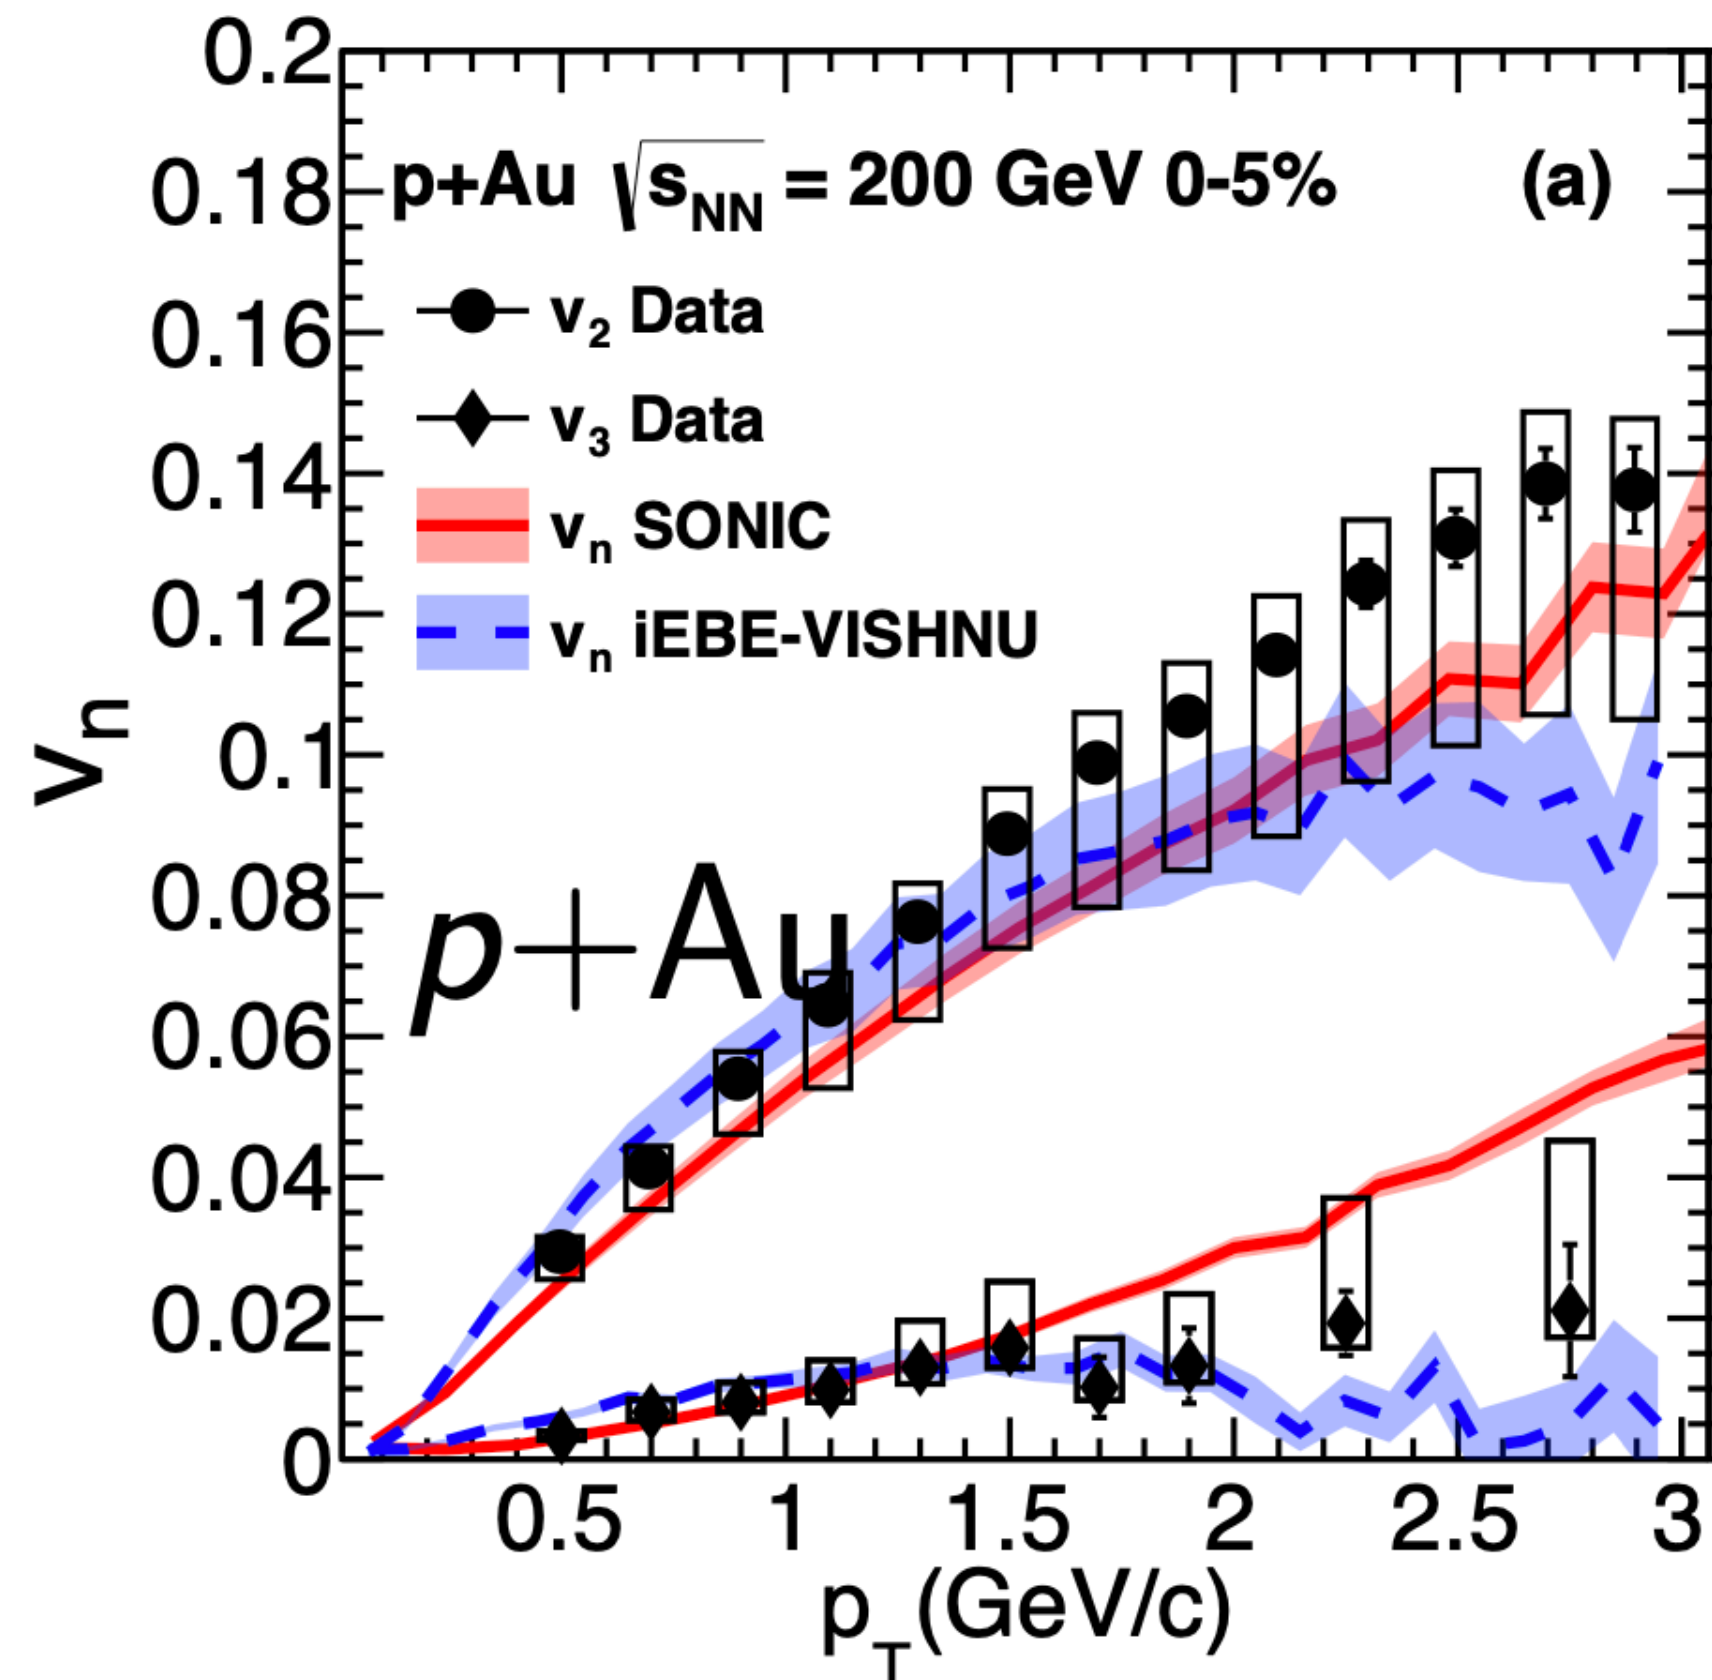 0.2
0.18
0.16
0.14
0.12
0.1
0.08
0.06
0.04
0.02
0
vn
p+Au √sNN = 200 GeV 0-5% (a)
v2 Data
v3 Data
vn SONIC
vn iEBE-VISHNU
p+Au
0.5 1 1.5 2 2.5 3
pT(GeV/c)